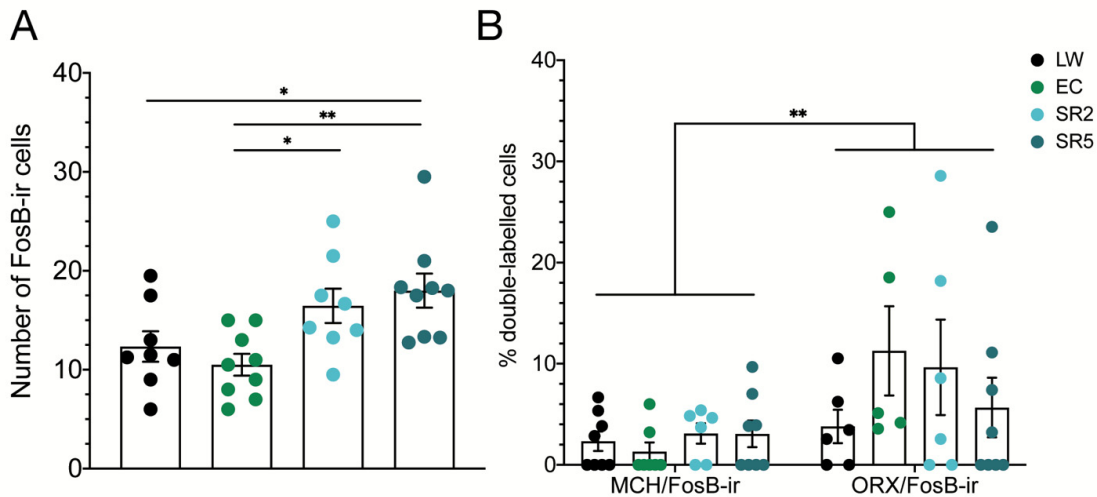 A
Number of FosB-ir cells
40
30
20
10
0
*
**
*
B
% double-labelled cells
40
30
20
10
0
**
MCH/FosB-ir
ORX/FosB-ir
LW
EC
SR2
SR5